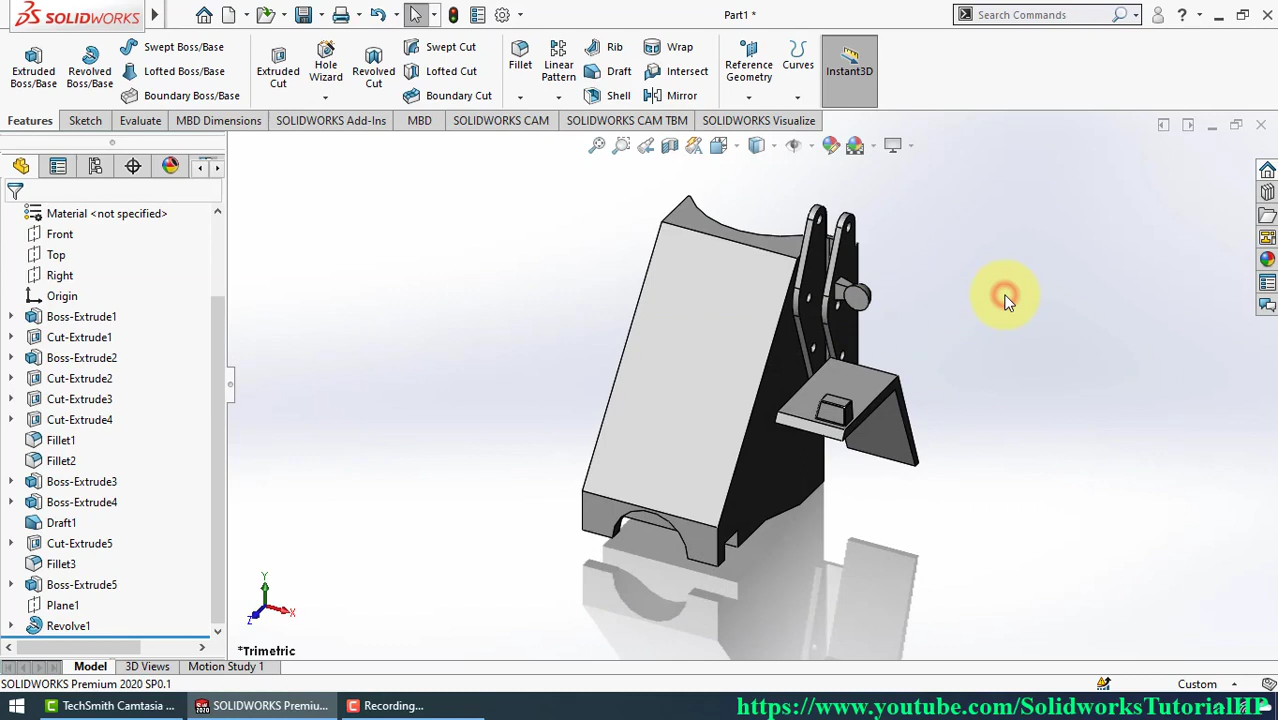 SOLIDWORKS
Part1 *
Search Commands
?
Extruded Boss/Base
Revolved Boss/Base
Swept Boss/Base
Lofted Boss/Base
Boundary Boss/Base
Extruded Cut
Hole Wizard
Revolved Cut
Swept Cut
Lofted Cut
Boundary Cut
Fillet
Linear Pattern
Rib
Draft
Shell
Wrap
Intersect
Mirror
Reference Geometry
Curves
Instant3D
Features
Sketch
Evaluate
MBD Dimensions
SOLIDWORKS Add-Ins
MBD
SOLIDWORKS CAM
SOLIDWORKS CAM TBM
SOLIDWORKS Visualize
Material <not specified>
Front
Top
Right
Origin
Boss-Extrude1
Cut-Extrude1
Boss-Extrude2
Cut-Extrude2
Cut-Extrude3
Cut-Extrude4
Fillet1
Fillet2
Boss-Extrude3
Boss-Extrude4
Draft1
Cut-Extrude5
Fillet3
Boss-Extrude5
Plane1
Revolve1
Y
X
Z
*Trimetric
Model
3D Views
Motion Study 1
SOLIDWORKS Premium 2020 SP0.1
Custom
TechSmith Camtasia ...
SOLIDWORKS Premiu...
Recording...
https://www.youtube.com/SolidworksTutorialHP